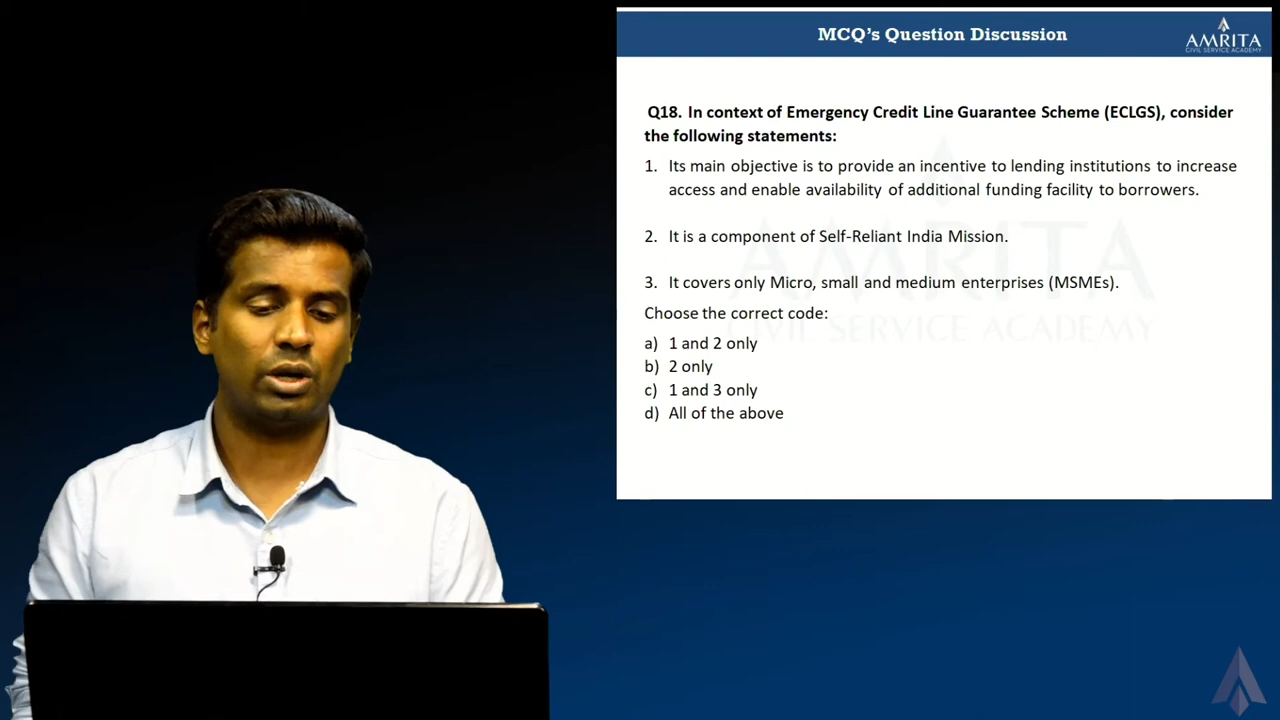 MCQ's Question Discussion
AMRITA
CIVIL SERVICE ACADEMY
Q18. In context of Emergency Credit Line Guarantee Scheme (ECLGS), consider
the following statements:
1. Its main objective is to provide an incentive to lending institutions to increase
access and enable availability of additional funding facility to borrowers.
2. It is a component of Self-Reliant India Mission.
3. It covers only Micro, small and medium enterprises (MSMEs).
Choose the correct code:
a) 1 and 2 only
b) 2 only
c) 1 and 3 only
d) All of the above
AMRITA
CIVIL SERVICE ACADEMY